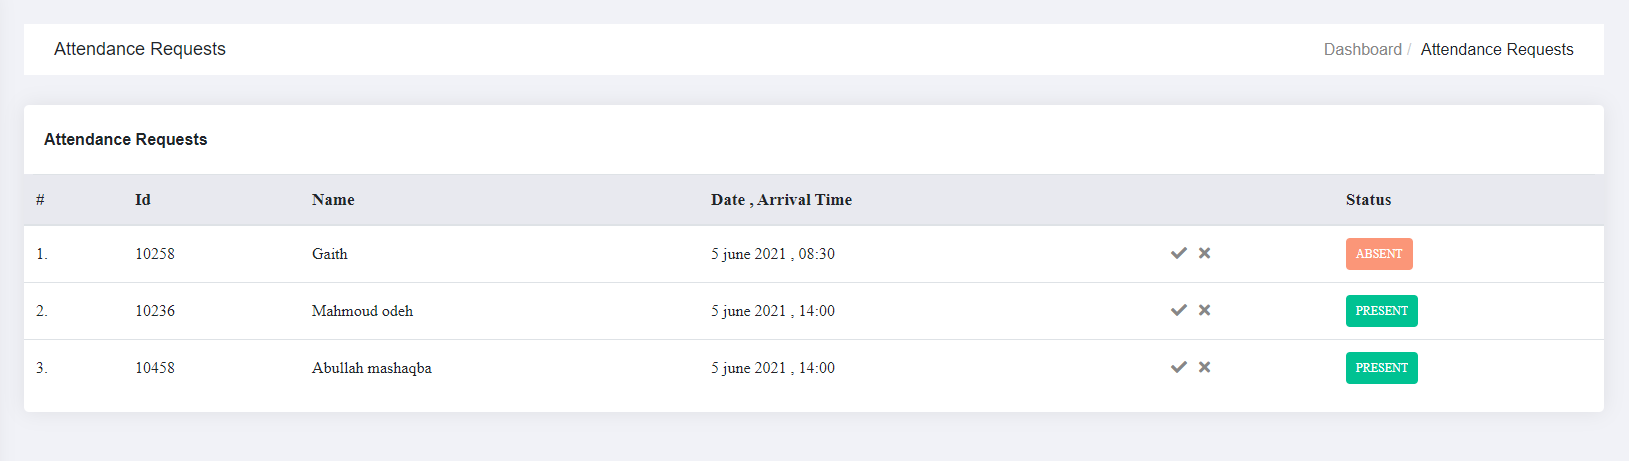 Attendance Requests
Dashboard / Attendance Requests
Attendance Requests
# Id Name Date , Arrival Time Status
1. 10258 Gaith 5 june 2021 , 08:30 ABSENT
2. 10236 Mahmoud odeh 5 june 2021 , 14:00 PRESENT
3. 10458 Abullah mashaqba 5 june 2021 , 14:00 PRESENT